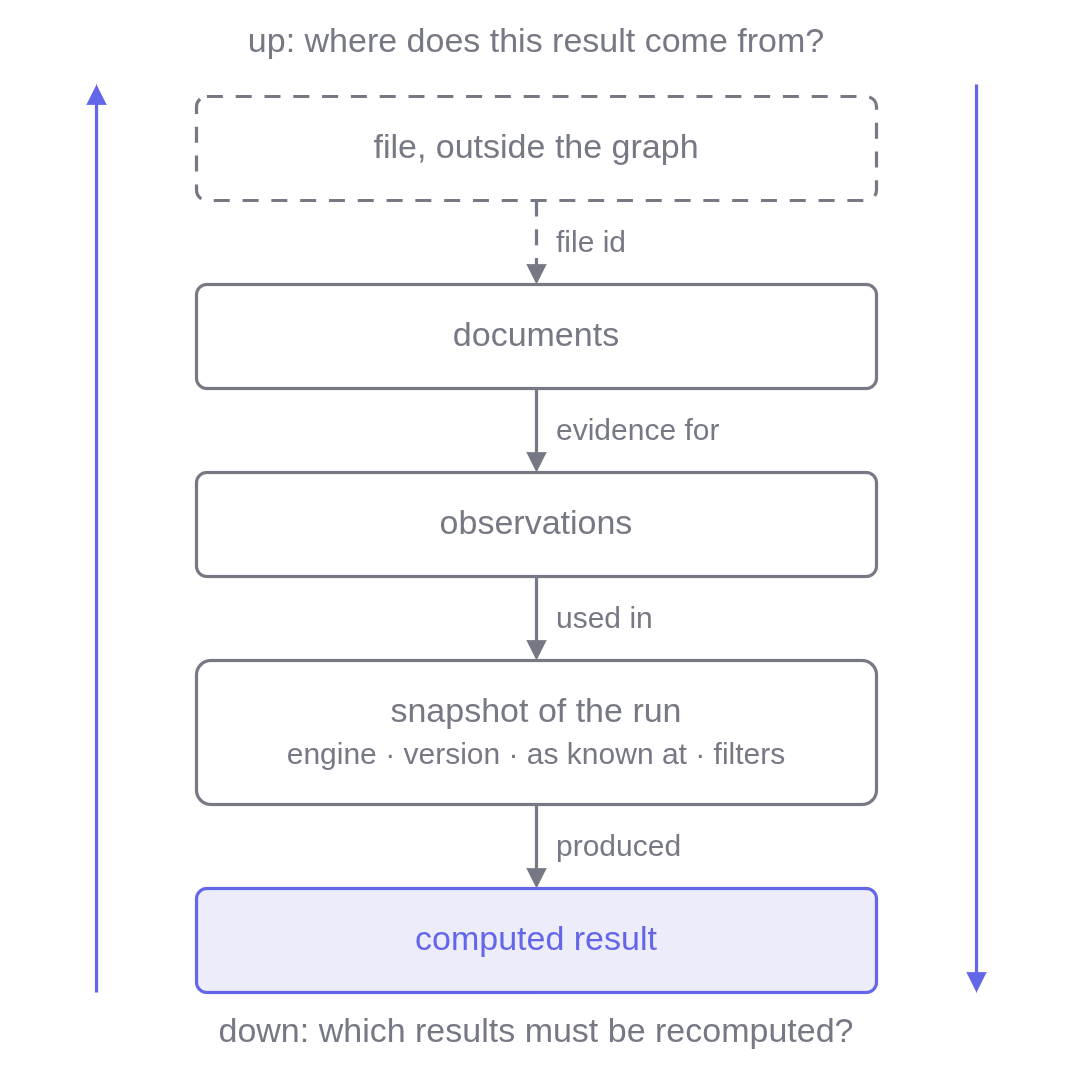 up: where does this result come from?
file, outside the graph
file id
documents
evidence for
observations
used in
snapshot of the run
engine · version · as known at · filters
produced
computed result
down: which results must be recomputed?